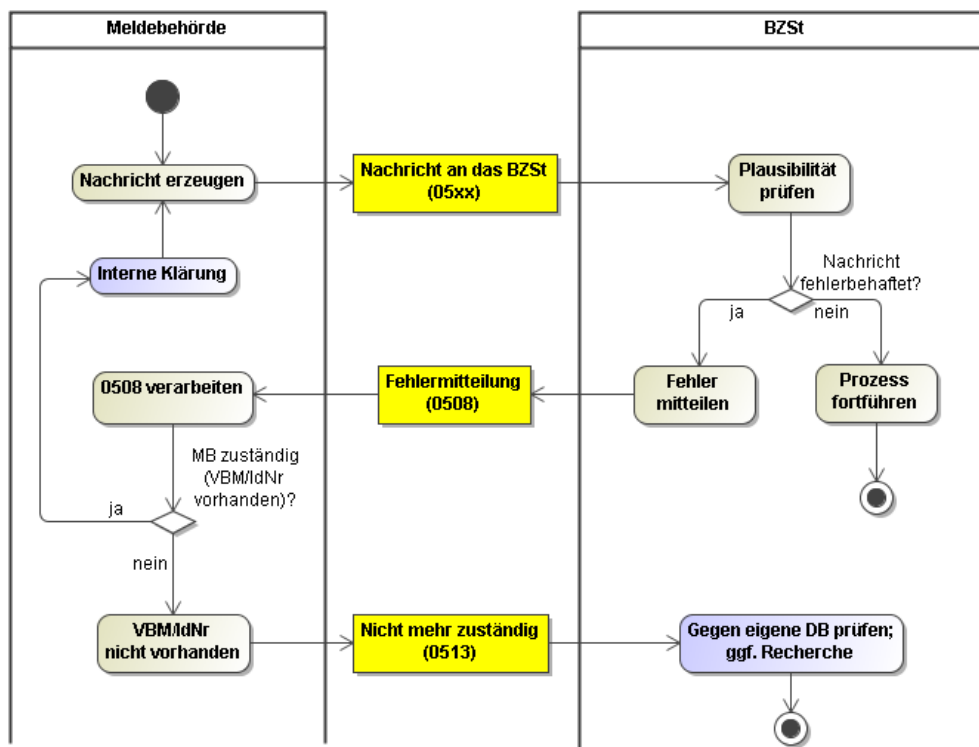 Meldebehörde
BZSt
Nachricht erzeugen
Nachricht an das BZSt
(05xx)
Plausibilität
prüfen
Interne Klärung
Nachricht
fehlerbehaftet?
ja
nein
0508 verarbeiten
Fehlermitteilung
(0508)
Fehler
mitteilen
Prozess
fortführen
MB zuständig
(VBM/IdNr
vorhanden)?
ja
nein
VBM/IdNr
nicht vorhanden
Nicht mehr zuständig
(0513)
Gegen eigene DB prüfen;
ggf. Recherche